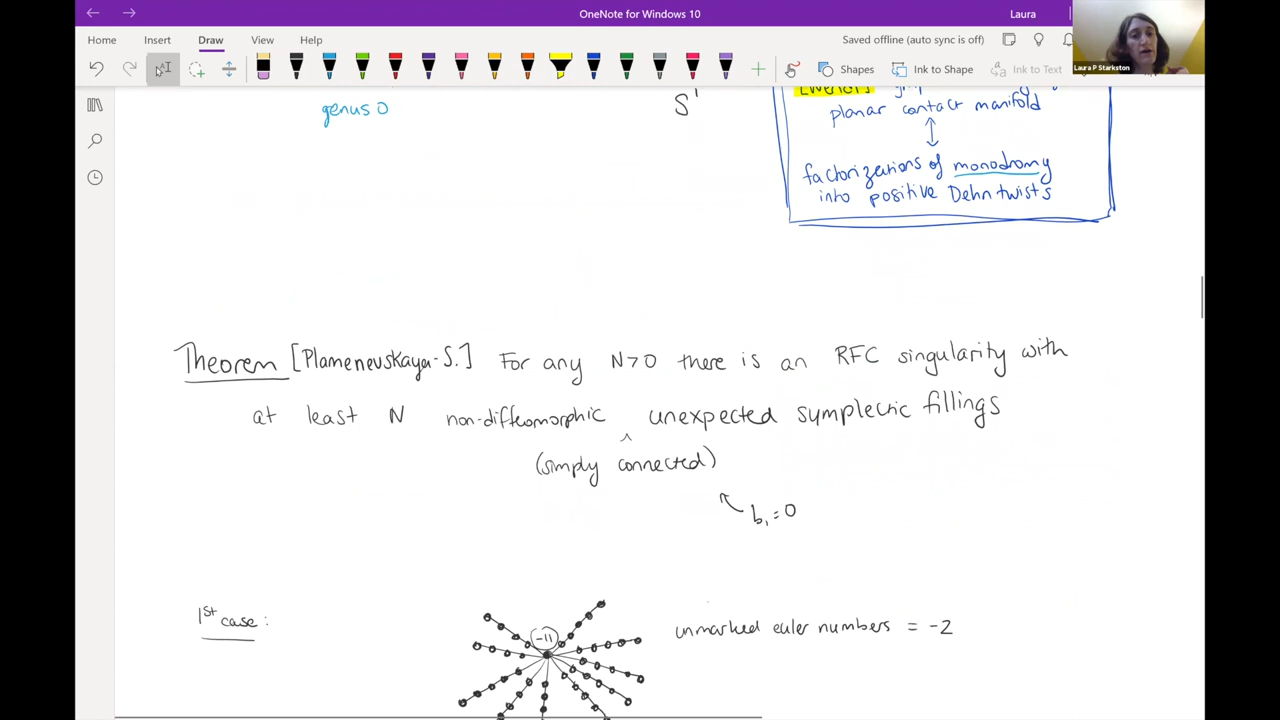 OneNote for Windows 10
Laura
Home Insert Draw View Help
Saved offline (auto sync is off)
Shapes
Ink to Shape
Ink to Text
Laura P Starkston
genus 0
S¹
planar contact manifold
factorizations of monodromy
into positive Dehn twists
Theorem [Plamenevskaya-S.] For any N>0 there is an RFC singularity with
at least N non-diffeomorphic ^ unexpected symplectic fillings
(simply connected)
b₁=0
1st case:
-11
unmarked euler numbers = -2